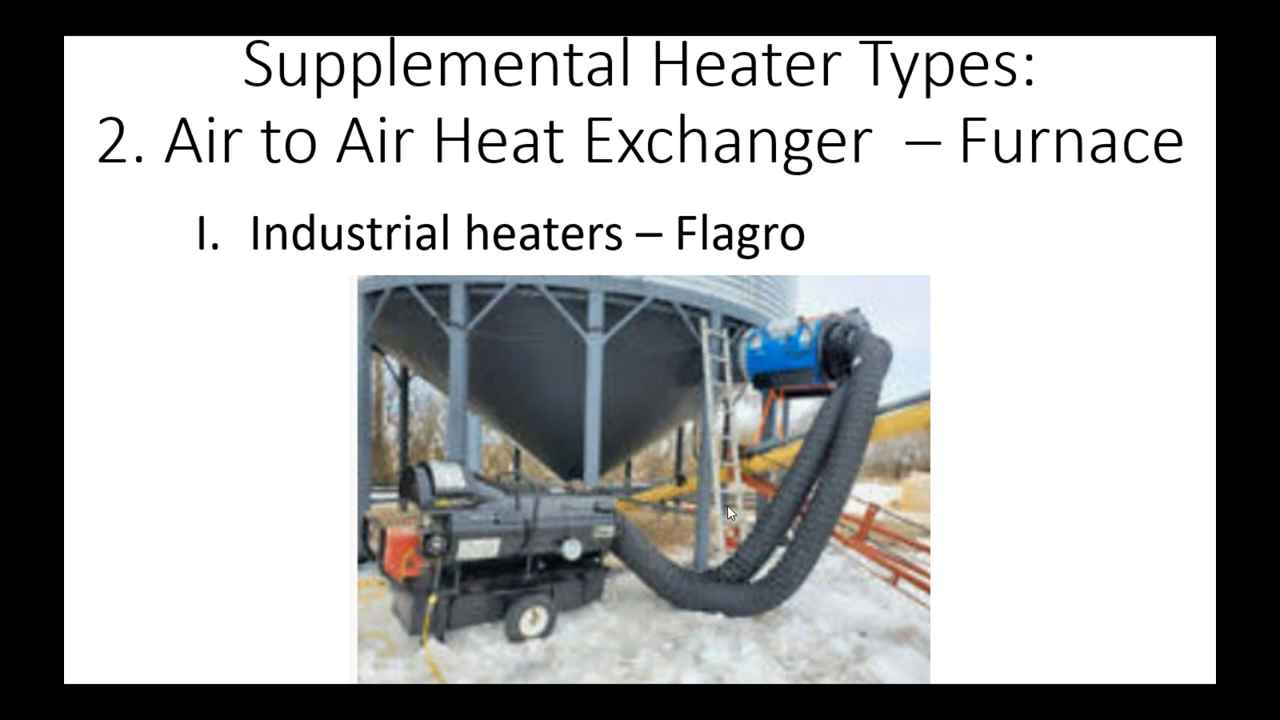 Supplemental Heater Types:
2. Air to Air Heat Exchanger – Furnace
I. Industrial heaters – Flagro